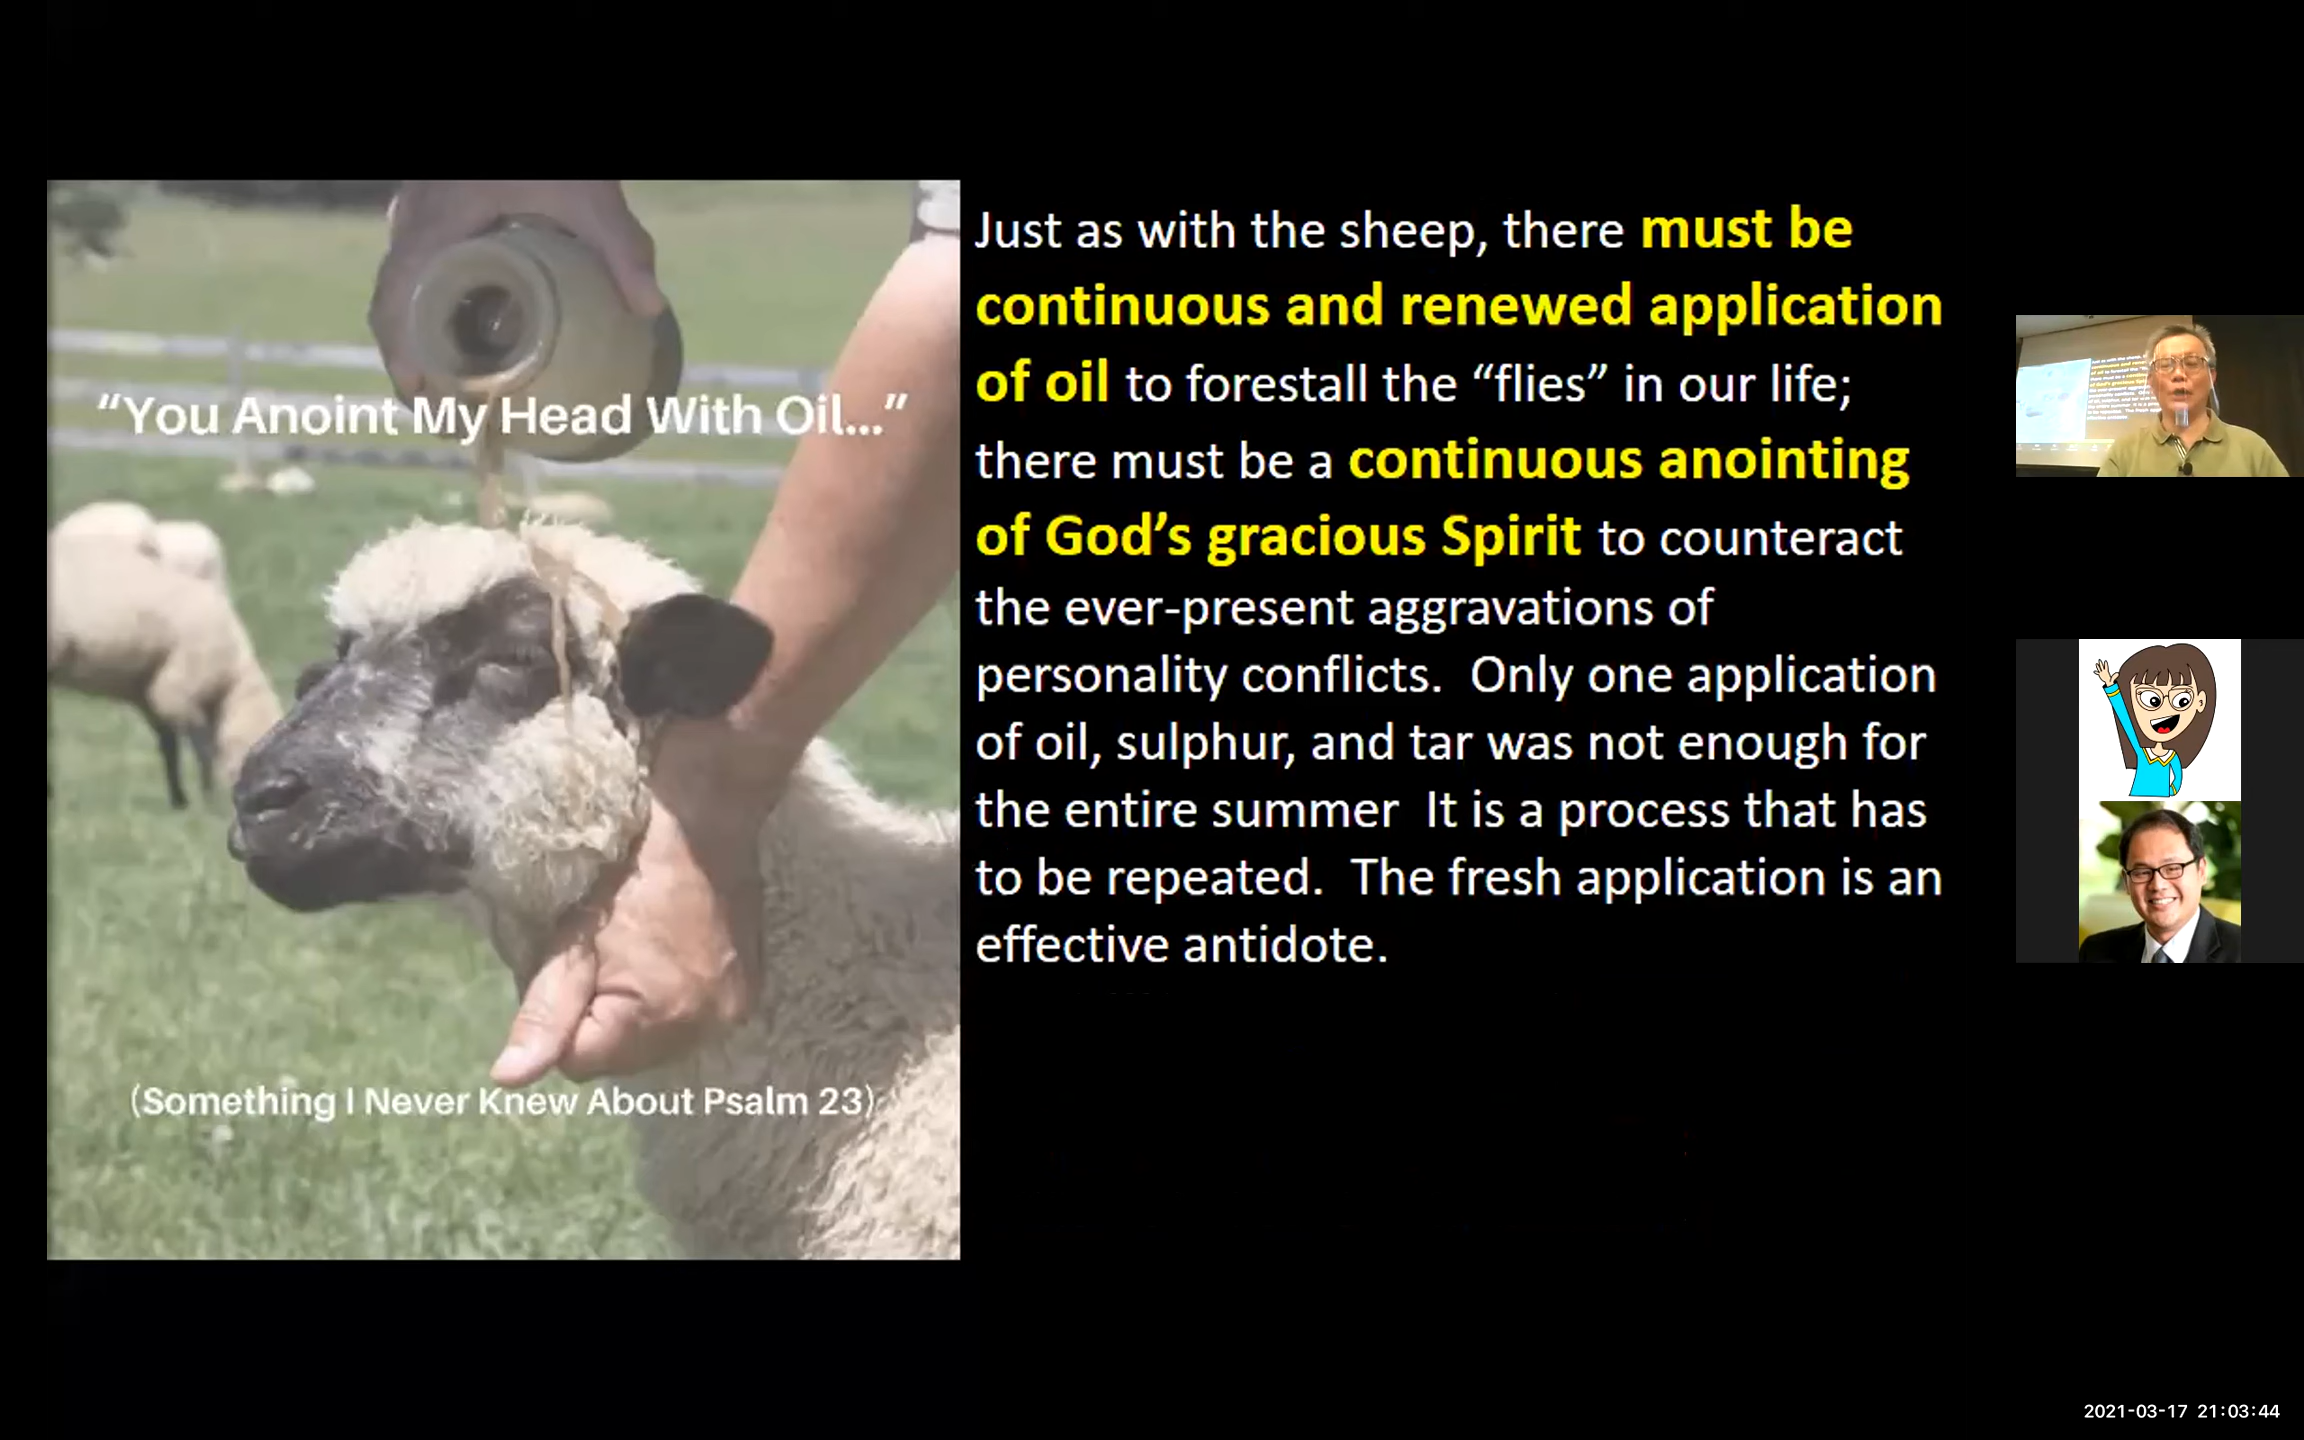 “You Anoint My Head With Oil...”
(Something I Never Knew About Psalm 23)
Just as with the sheep, there must be
continuous and renewed application
of oil to forestall the “flies” in our life;
there must be a continuous anointing
of God’s gracious Spirit to counteract
the ever-present aggravations of
personality conflicts.  Only one application
of oil, sulphur, and tar was not enough for
the entire summer  It is a process that has
to be repeated.  The fresh application is an
effective antidote.
2021-03-17 21:03:44